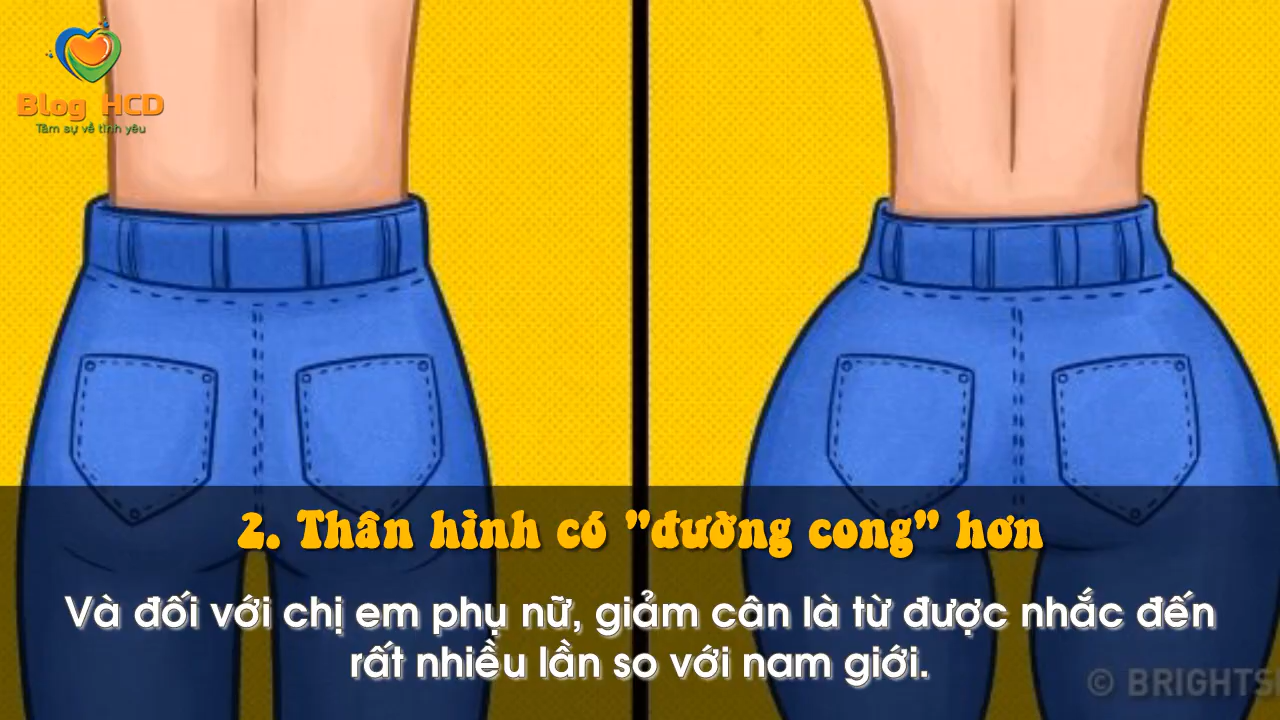 Blog HCD
Tâm sự về tình yêu
2. Thân hình có "đường cong" hơn
Và đối với chị em phụ nữ, giảm cân là từ được nhắc đến
rất nhiều lần so với nam giới.
© BRIGHTS